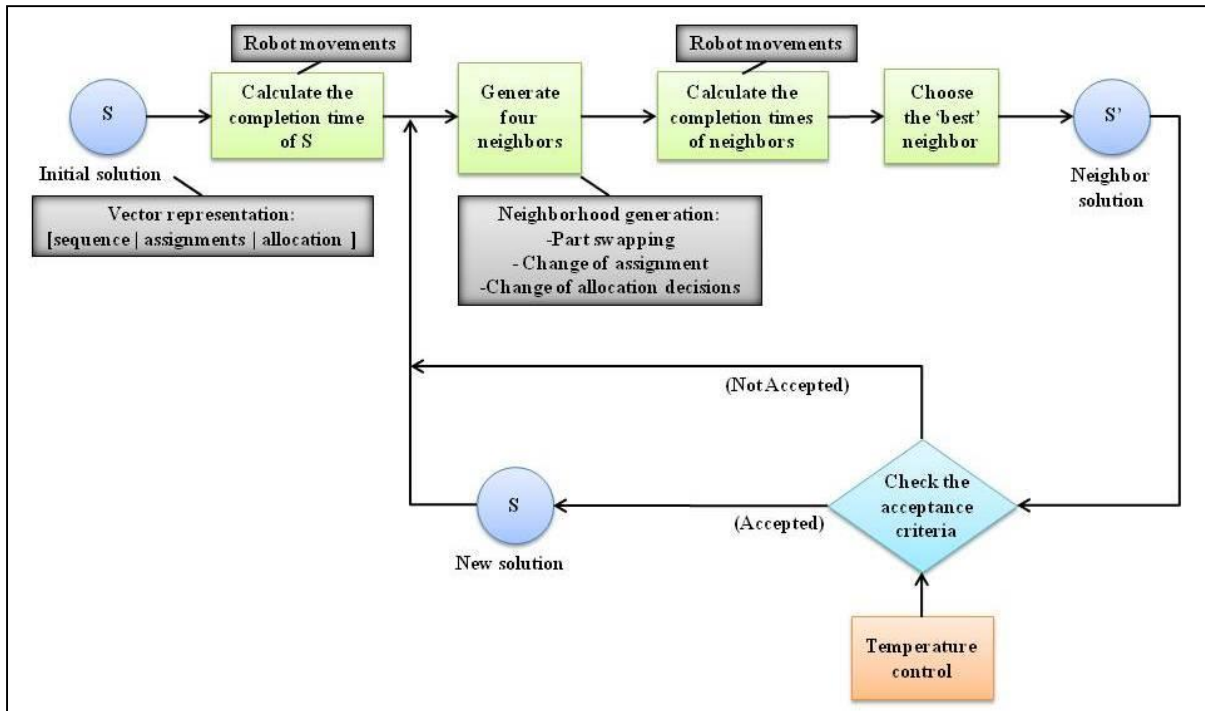 Robot movements
Robot movements
S
Calculate the
completion time
of S
Generate
four
neighbors
Calculate the
completion times
of neighbors
Choose
the ‘best’
neighbor
S’
Initial solution
Neighbor
solution
Vector representation:
[sequence | assignments | allocation ]
Neighborhood generation:
-Part swapping
- Change of assignment
-Change of allocation decisions
(Not Accepted)
Check the
acceptance
criteria
S
(Accepted)
New solution
Temperature
control